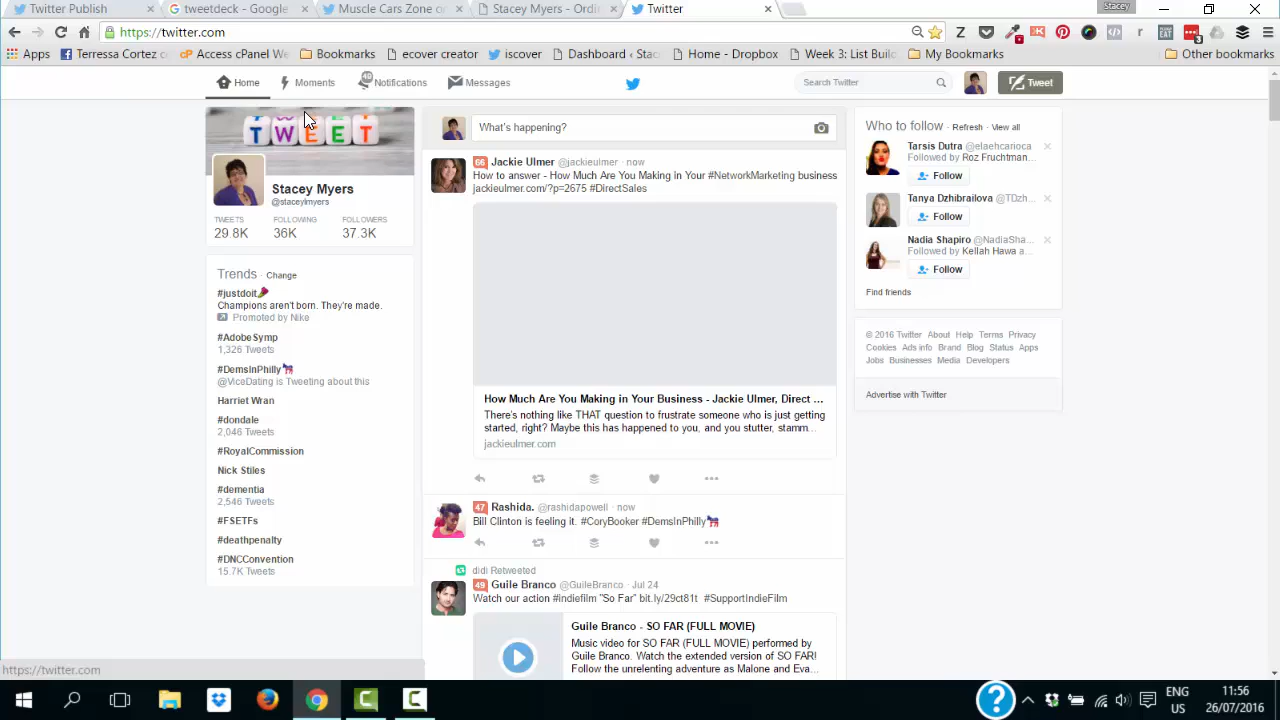 Twitter Publish
tweetdeck - Google
Muscle Cars Zone on
Stacey Myers - Ordi
Twitter
Stacey
https://twitter.com
Apps
Teressa Cortez c
Access cPanel We
Bookmarks
ecover creator
iscover
Dashboard ‹ Stac
Home - Dropbox
Week 3: List Build
My Bookmarks
Other bookmarks
Home
Moments
40
Notifications
Messages
Search Twitter
Tweet
TWEET
Stacey Myers
@staceylmyers
TWEETS FOLLOWING FOLLOWERS
29.8K 36K 37.3K
Trends · Change
#justdoit
Champions aren't born. They're made.
Promoted by Nike
#AdobeSymp
1,326 Tweets
#DemsInPhilly
@ViceDating is Tweeting about this
Harriet Wran
#dondale
2,046 Tweets
#RoyalCommission
Nick Stiles
#dementia
2,546 Tweets
#FSETFs
#deathpenalty
#DNCConvention
15.7K Tweets
What's happening?
66 Jackie Ulmer @jackieulmer · now
How to answer - How Much Are You Making in Your #NetworkMarketing business
jackieulmer.com/?p=2675 #DirectSales
How Much Are You Making in Your Business - Jackie Ulmer, Direct ...
There's nothing like THAT question to frustrate someone who is just getting
started, right? Maybe this has happened to you, and you stutter, stamm...
jackieulmer.com
47 Rashida. @rashidapowell · now
Bill Clinton is feeling it. #CoryBooker #DemsInPhilly
didi Retweeted
49 Guile Branco @GuileBranco · Jul 24
Watch our action #indiefilm "So Far" bit.ly/29ct81t #SupportIndieFilm
Guile Branco - SO FAR (FULL MOVIE)
Music video for SO FAR (FULL MOVIE) performed by
Guile Branco. Watch the extended version of SO FAR!
Follow the unrelenting adventure as Malone and Eva...
Who to follow · Refresh · View all
Tarsis Dutra @elaehcarioca
Followed by Roz Fruchtman...
Follow
Tanya Dzhibrailova @TDzh...
Follow
Nadia Shapiro @NadiaSha...
Followed by Kellah Hawa a...
Follow
Find friends
© 2016 Twitter About Help Terms Privacy
Cookies Ads info Brand Blog Status Apps
Jobs Businesses Media Developers
Advertise with Twitter
https://twitter.com
ENG
US
11:56
26/07/2016